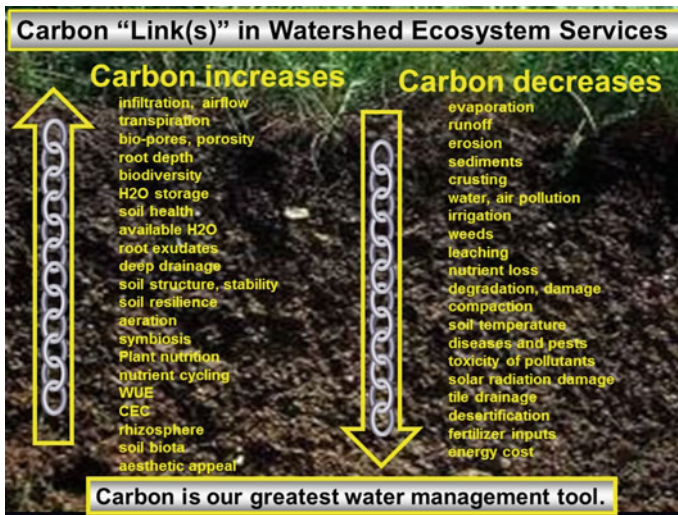 Carbon “Link(s)” in Watershed Ecosystem Services
Carbon increases
infiltration, airflow
transpiration
bio-pores, porosity
root depth
biodiversity
H2O storage
soil health
available H2O
root exudates
deep drainage
soil structure, stability
soil resilience
aeration
symbiosis
Plant nutrition
nutrient cycling
WUE
CEC
rhizosphere
soil biota
aesthetic appeal
Carbon decreases
evaporation
runoff
erosion
sediments
crusting
water, air pollution
irrigation
weeds
leaching
nutrient loss
degradation, damage
compaction
soil temperature
diseases and pests
toxicity of pollutants
solar radiation damage
tile drainage
desertification
fertilizer inputs
energy cost
Carbon is our greatest water management tool.